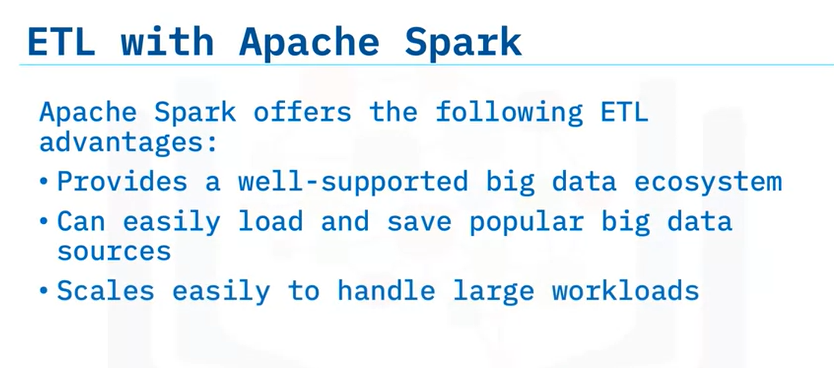 ETL with Apache Spark
Apache Spark offers the following ETL
advantages:
• Provides a well-supported big data ecosystem
• Can easily load and save popular big data
sources
• Scales easily to handle large workloads